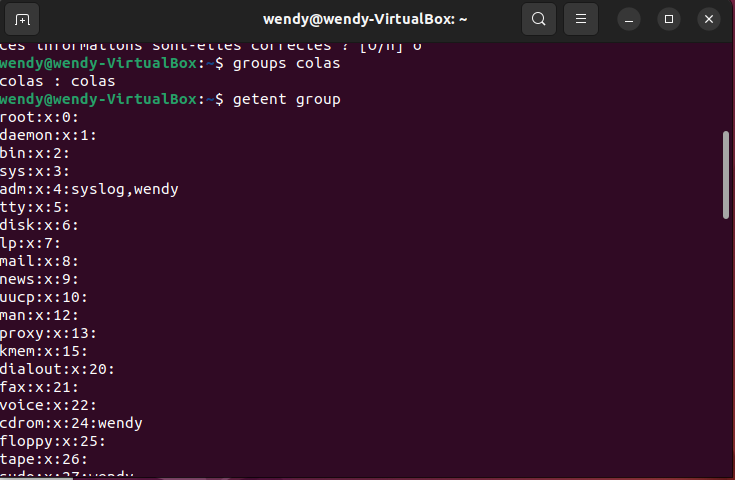 wendy@wendy-VirtualBox: ~
ces informations sont-elles correctes ? [O/n] o
wendy@wendy-VirtualBox:~$ groups colas
colas : colas
wendy@wendy-VirtualBox:~$ getent group
root:x:0:
daemon:x:1:
bin:x:2:
sys:x:3:
adm:x:4:syslog,wendy
tty:x:5:
disk:x:6:
lp:x:7:
mail:x:8:
news:x:9:
uucp:x:10:
man:x:12:
proxy:x:13:
kmem:x:15:
dialout:x:20:
fax:x:21:
voice:x:22:
cdrom:x:24:wendy
floppy:x:25:
tape:x:26:
sudo:x:27:wendy